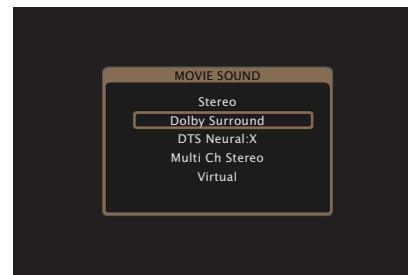 MOVIE SOUND
Stereo
Dolby Surround
DTS Neural:X
Multi Ch Stereo
Virtual